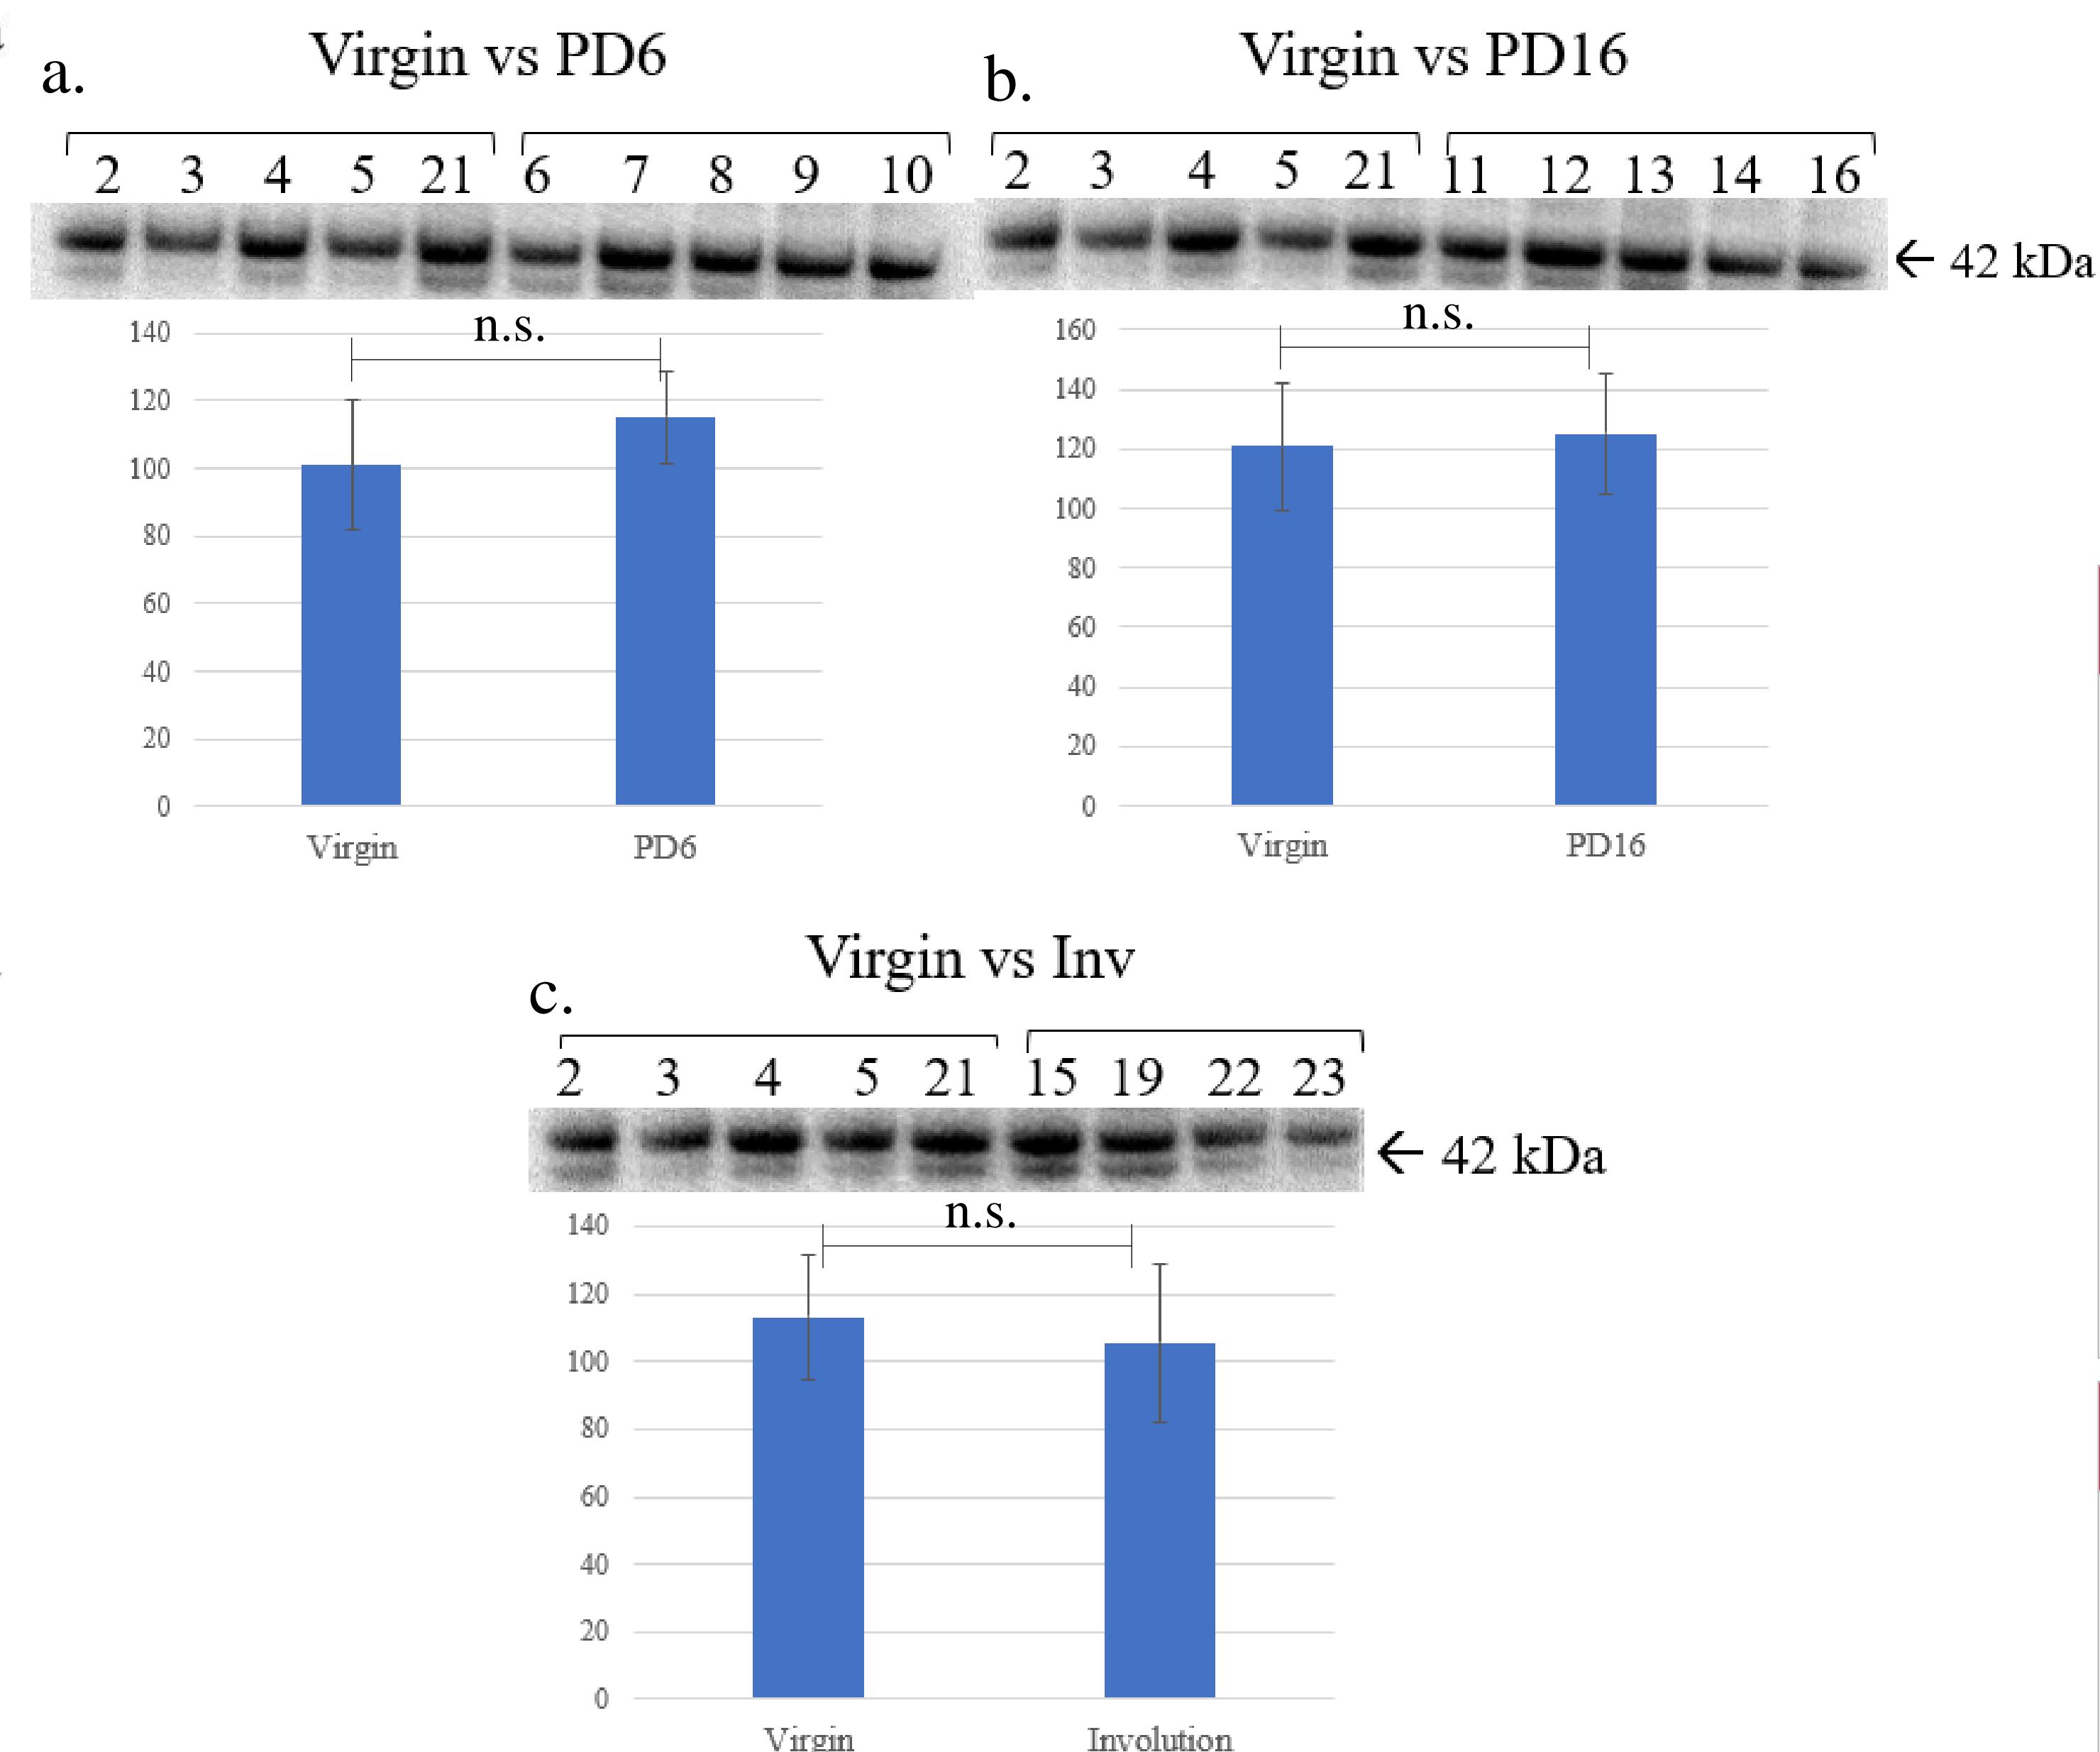 a.
Virgin vs PD6
2 3 4 5 21 6 7 8 9 10
n.s.
140
120
100
80
60
40
20
0
Virgin PD6
b.
Virgin vs PD16
2 3 4 5 21 11 12 13 14 16
← 42 kDa
n.s.
160
140
120
100
80
60
40
20
0
Virgin PD16
c.
Virgin vs Inv
2 3 4 5 21 15 19 22 23
← 42 kDa
n.s.
140
120
100
80
60
40
20
0
Virgin Involution